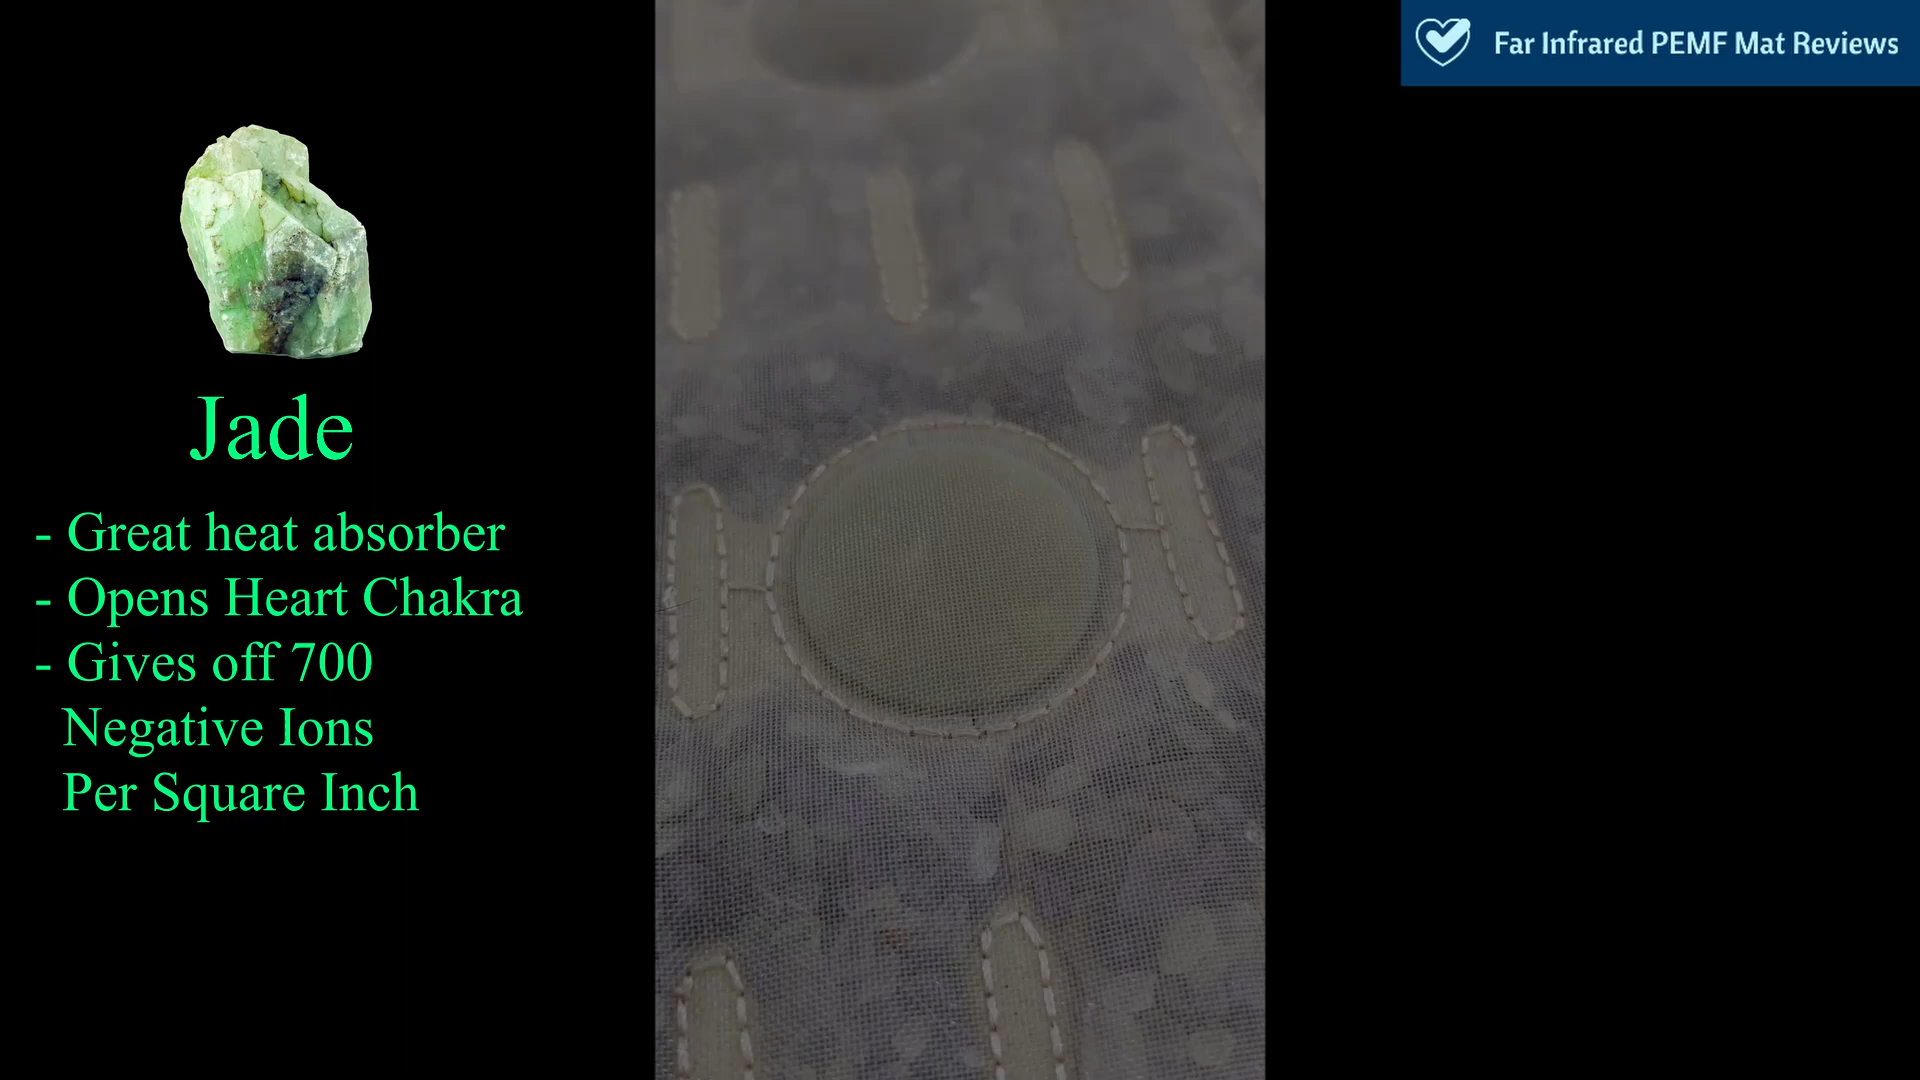 Far Infrared PEMF Mat Reviews
Jade
- Great heat absorber
- Opens Heart Chakra
- Gives off 700
Negative Ions
Per Square Inch